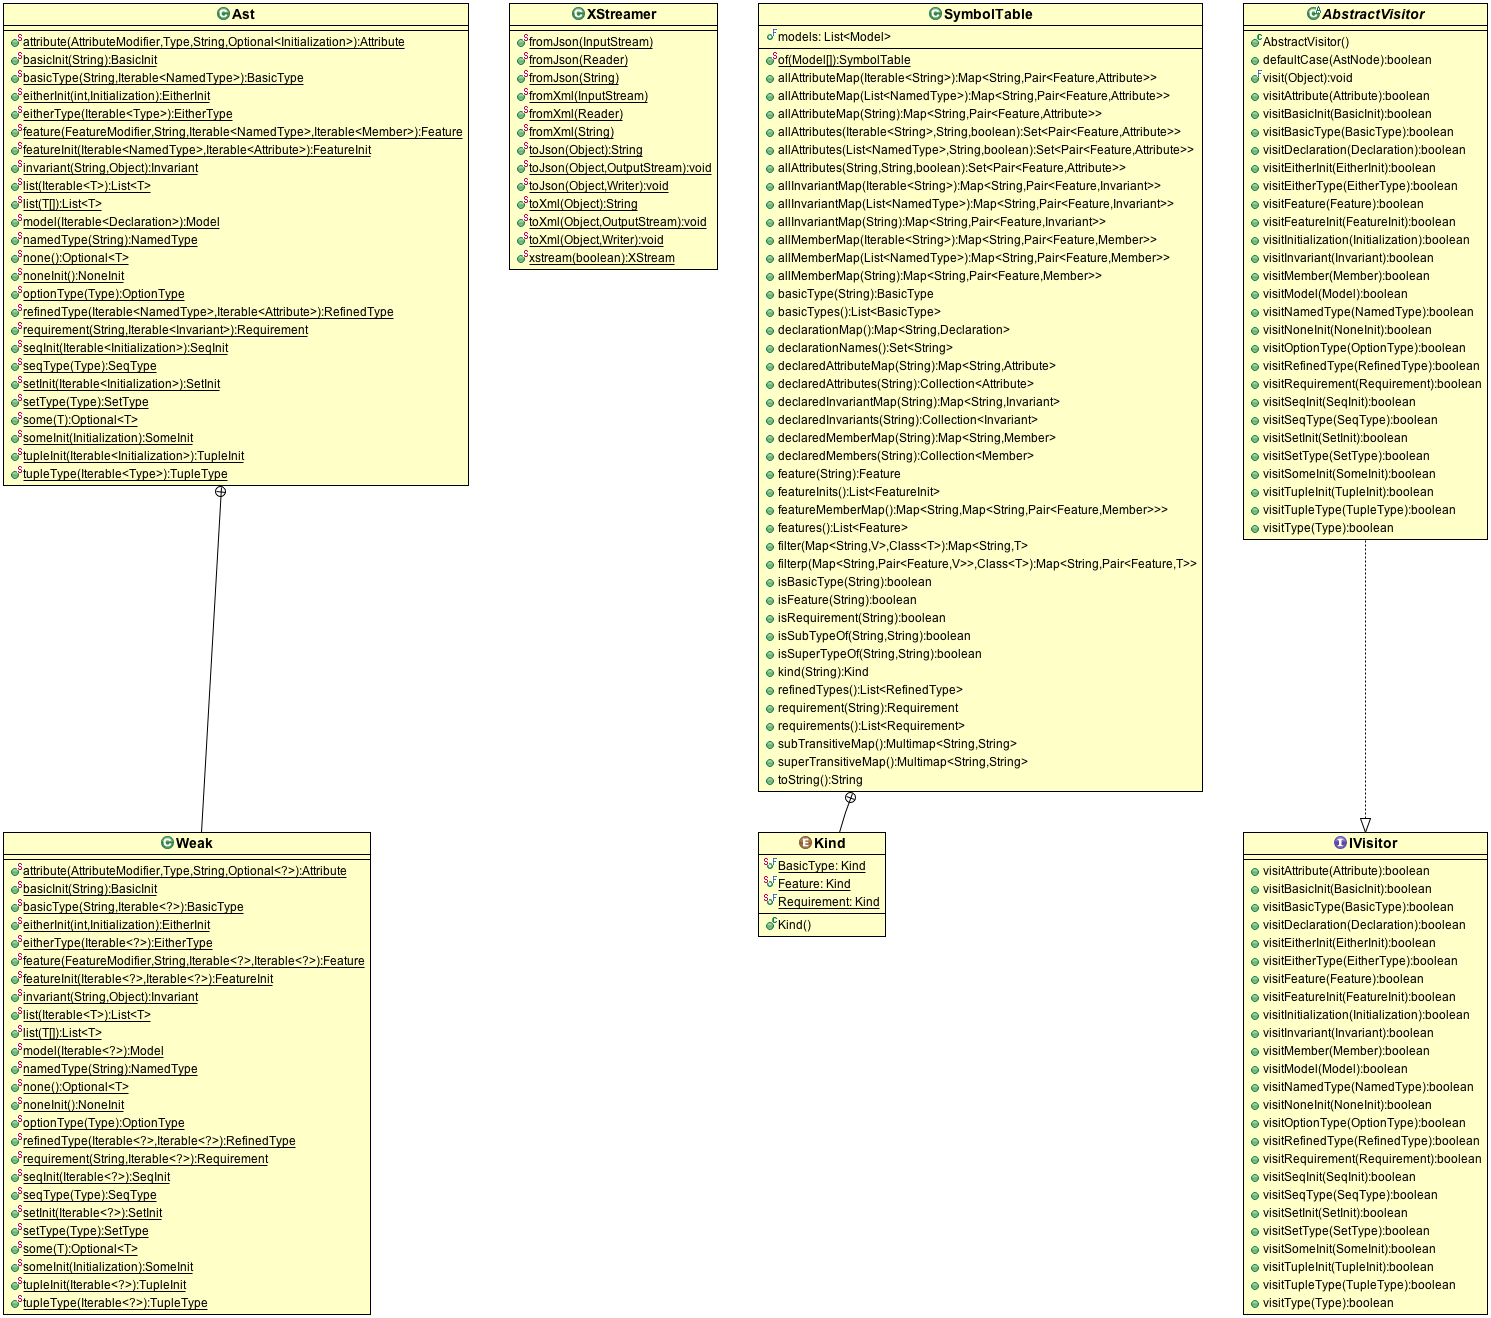 Ast
attribute(AttributeModifier,Type,String,Optional<Initialization>):Attribute
basicInit(String):BasicInit
basicType(String,Iterable<NamedType>):BasicType
eitherInit(int,Initialization):EitherInit
eitherType(Iterable<Type>):EitherType
feature(FeatureModifier,String,Iterable<NamedType>,Iterable<Member>):Feature
featureInit(Iterable<NamedType>,Iterable<Attribute>):FeatureInit
invariant(String,Object):Invariant
list(Iterable<T>):List<T>
list(T[]):List<T>
model(Iterable<Declaration>):Model
namedType(String):NamedType
none():Optional<T>
noneInit():NoneInit
optionType(Type):OptionType
refinedType(Iterable<NamedType>,Iterable<Attribute>):RefinedType
requirement(String,Iterable<Invariant>):Requirement
seqInit(Iterable<Initialization>):SeqInit
seqType(Type):SeqType
setInit(Iterable<Initialization>):SetInit
setType(Type):SetType
some(T):Optional<T>
someInit(Initialization):SomeInit
tupleInit(Iterable<Initialization>):TupleInit
tupleType(Iterable<Type>):TupleType
XStreamer
fromJson(InputStream)
fromJson(Reader)
fromJson(String)
fromXml(InputStream)
fromXml(Reader)
fromXml(String)
toJson(Object):String
toJson(Object,OutputStream):void
toJson(Object,Writer):void
toXml(Object):String
toXml(Object,OutputStream):void
toXml(Object,Writer):void
xstream(boolean):XStream
SymbolTable
models: List<Model>
of(Model[]):SymbolTable
allAttributeMap(Iterable<String>):Map<String,Pair<Feature,Attribute>>
allAttributeMap(List<NamedType>):Map<String,Pair<Feature,Attribute>>
allAttributeMap(String):Map<String,Pair<Feature,Attribute>>
allAttributes(Iterable<String>,String,boolean):Set<Pair<Feature,Attribute>>
allAttributes(List<NamedType>,String,boolean):Set<Pair<Feature,Attribute>>
allAttributes(String,String,boolean):Set<Pair<Feature,Attribute>>
allInvariantMap(Iterable<String>):Map<String,Pair<Feature,Invariant>>
allInvariantMap(List<NamedType>):Map<String,Pair<Feature,Invariant>>
allInvariantMap(String):Map<String,Pair<Feature,Invariant>>
allMemberMap(Iterable<String>):Map<String,Pair<Feature,Member>>
allMemberMap(List<NamedType>):Map<String,Pair<Feature,Member>>
allMemberMap(String):Map<String,Pair<Feature,Member>>
basicType(String):BasicType
basicTypes():List<BasicType>
declarationMap():Map<String,Declaration>
declarationNames():Set<String>
declaredAttributeMap(String):Map<String,Attribute>
declaredAttributes(String):Collection<Attribute>
declaredInvariantMap(String):Map<String,Invariant>
declaredInvariants(String):Collection<Invariant>
declaredMemberMap(String):Map<String,Member>
declaredMembers(String):Collection<Member>
feature(String):Feature
featureInits():List<FeatureInit>
featureMemberMap():Map<String,Map<String,Pair<Feature,Member>>>
features():List<Feature>
filter(Map<String,V>,Class<T>):Map<String,T>
filterp(Map<String,Pair<Feature,V>>,Class<T>):Map<String,Pair<Feature,T>>
isBasicType(String):boolean
isFeature(String):boolean
isRequirement(String):boolean
isSubTypeOf(String,String):boolean
isSuperTypeOf(String,String):boolean
kind(String):Kind
refinedTypes():List<RefinedType>
requirement(String):Requirement
requirements():List<Requirement>
subTransitiveMap():Multimap<String,String>
superTransitiveMap():Multimap<String,String>
toString():String
AbstractVisitor
AbstractVisitor()
defaultCase(AstNode):boolean
visit(Object):void
visitAttribute(Attribute):boolean
visitBasicInit(BasicInit):boolean
visitBasicType(BasicType):boolean
visitDeclaration(Declaration):boolean
visitEitherInit(EitherInit):boolean
visitEitherType(EitherType):boolean
visitFeature(Feature):boolean
visitFeatureInit(FeatureInit):boolean
visitInitialization(Initialization):boolean
visitInvariant(Invariant):boolean
visitMember(Member):boolean
visitModel(Model):boolean
visitNamedType(NamedType):boolean
visitNoneInit(NoneInit):boolean
visitOptionType(OptionType):boolean
visitRefinedType(RefinedType):boolean
visitRequirement(Requirement):boolean
visitSeqInit(SeqInit):boolean
visitSeqType(SeqType):boolean
visitSetInit(SetInit):boolean
visitSetType(SetType):boolean
visitSomeInit(SomeInit):boolean
visitTupleInit(TupleInit):boolean
visitTupleType(TupleType):boolean
visitType(Type):boolean
Weak
attribute(AttributeModifier,Type,String,Optional<?>):Attribute
basicInit(String):BasicInit
basicType(String,Iterable<?>):BasicType
eitherInit(int,Initialization):EitherInit
eitherType(Iterable<?>):EitherType
feature(FeatureModifier,String,Iterable<?>,Iterable<?>):Feature
featureInit(Iterable<?>,Iterable<?>):FeatureInit
invariant(String,Object):Invariant
list(Iterable<T>):List<T>
list(T[]):List<T>
model(Iterable<?>):Model
namedType(String):NamedType
none():Optional<T>
noneInit():NoneInit
optionType(Type):OptionType
refinedType(Iterable<?>,Iterable<?>):RefinedType
requirement(String,Iterable<?>):Requirement
seqInit(Iterable<?>):SeqInit
seqType(Type):SeqType
setInit(Iterable<?>):SetInit
setType(Type):SetType
some(T):Optional<T>
someInit(Initialization):SomeInit
tupleInit(Iterable<?>):TupleInit
tupleType(Iterable<?>):TupleType
Kind
BasicType: Kind
Feature: Kind
Requirement: Kind
Kind()
IVisitor
visitAttribute(Attribute):boolean
visitBasicInit(BasicInit):boolean
visitBasicType(BasicType):boolean
visitDeclaration(Declaration):boolean
visitEitherInit(EitherInit):boolean
visitEitherType(EitherType):boolean
visitFeature(Feature):boolean
visitFeatureInit(FeatureInit):boolean
visitInitialization(Initialization):boolean
visitInvariant(Invariant):boolean
visitMember(Member):boolean
visitModel(Model):boolean
visitNamedType(NamedType):boolean
visitNoneInit(NoneInit):boolean
visitOptionType(OptionType):boolean
visitRefinedType(RefinedType):boolean
visitRequirement(Requirement):boolean
visitSeqInit(SeqInit):boolean
visitSeqType(SeqType):boolean
visitSetInit(SetInit):boolean
visitSetType(SetType):boolean
visitSomeInit(SomeInit):boolean
visitTupleInit(TupleInit):boolean
visitTupleType(TupleType):boolean
visitType(Type):boolean